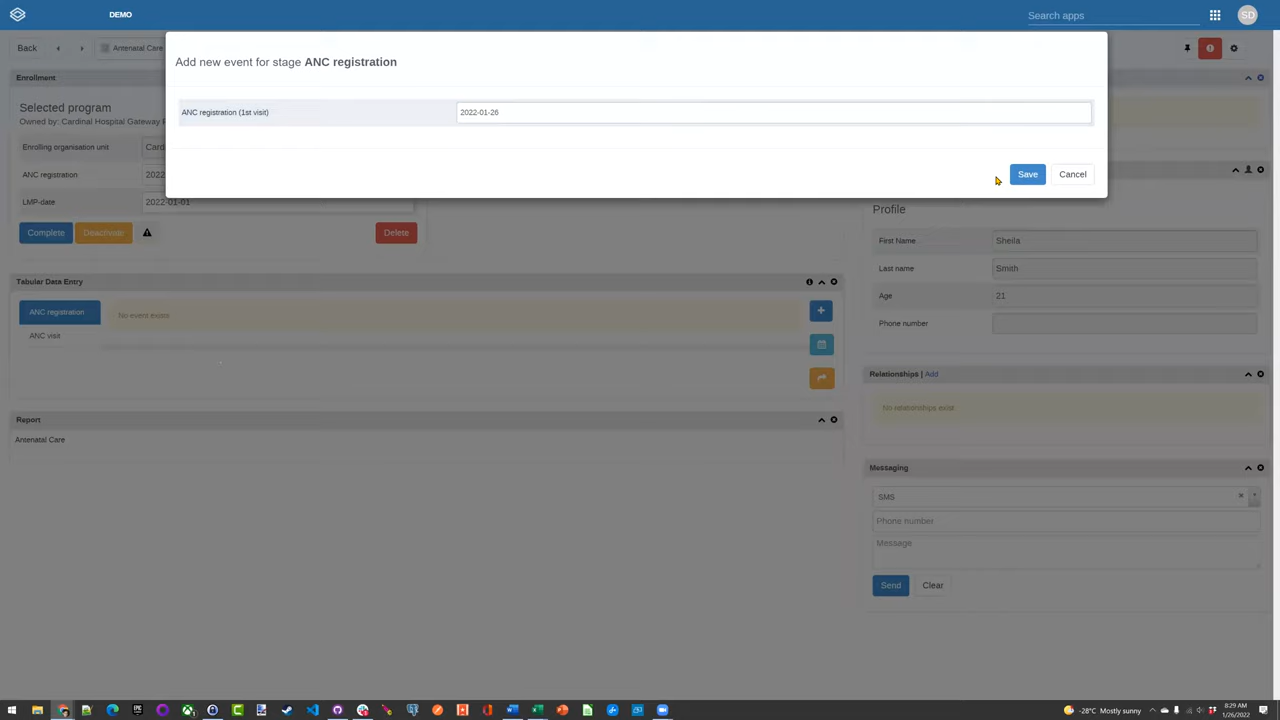 DEMO
Search apps
SD
Back
Antenatal Care
Add new event for stage ANC registration
ANC registration (1st visit)
2022-01-26
Save
Cancel
Enrollment
Selected program
Owned by: Cardinal Hospital Gateway
Enrolling organisation unit
ANC registration
LMP-date
2022-01-01
Complete
Deactivate
Delete
Tabular Data Entry
ANC registration
No event exists
ANC visit
Report
Antenatal Care
Profile
First Name
Sheila
Last name
Smith
Age
21
Phone number
Relationships | Add
No relationships exist
Messaging
SMS
Phone number
Message
Send
Clear
-28°C Mostly sunny
8:29 AM
1/26/2022